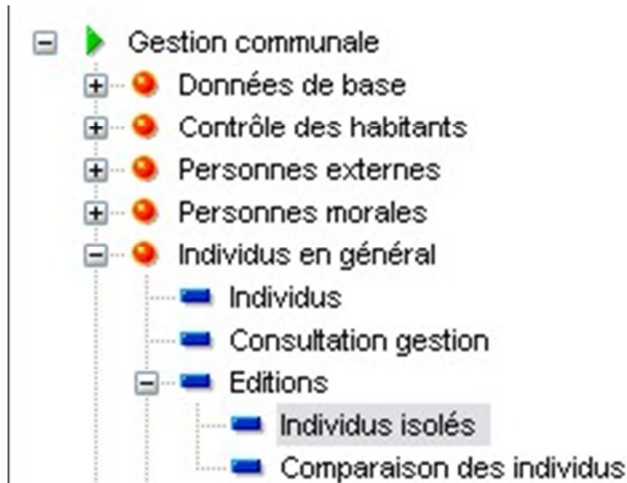 Gestion communale
Données de base
Contrôle des habitants
Personnes externes
Personnes morales
Individus en général
Individus
Consultation gestion
Editions
Individus isolés
Comparaison des individus